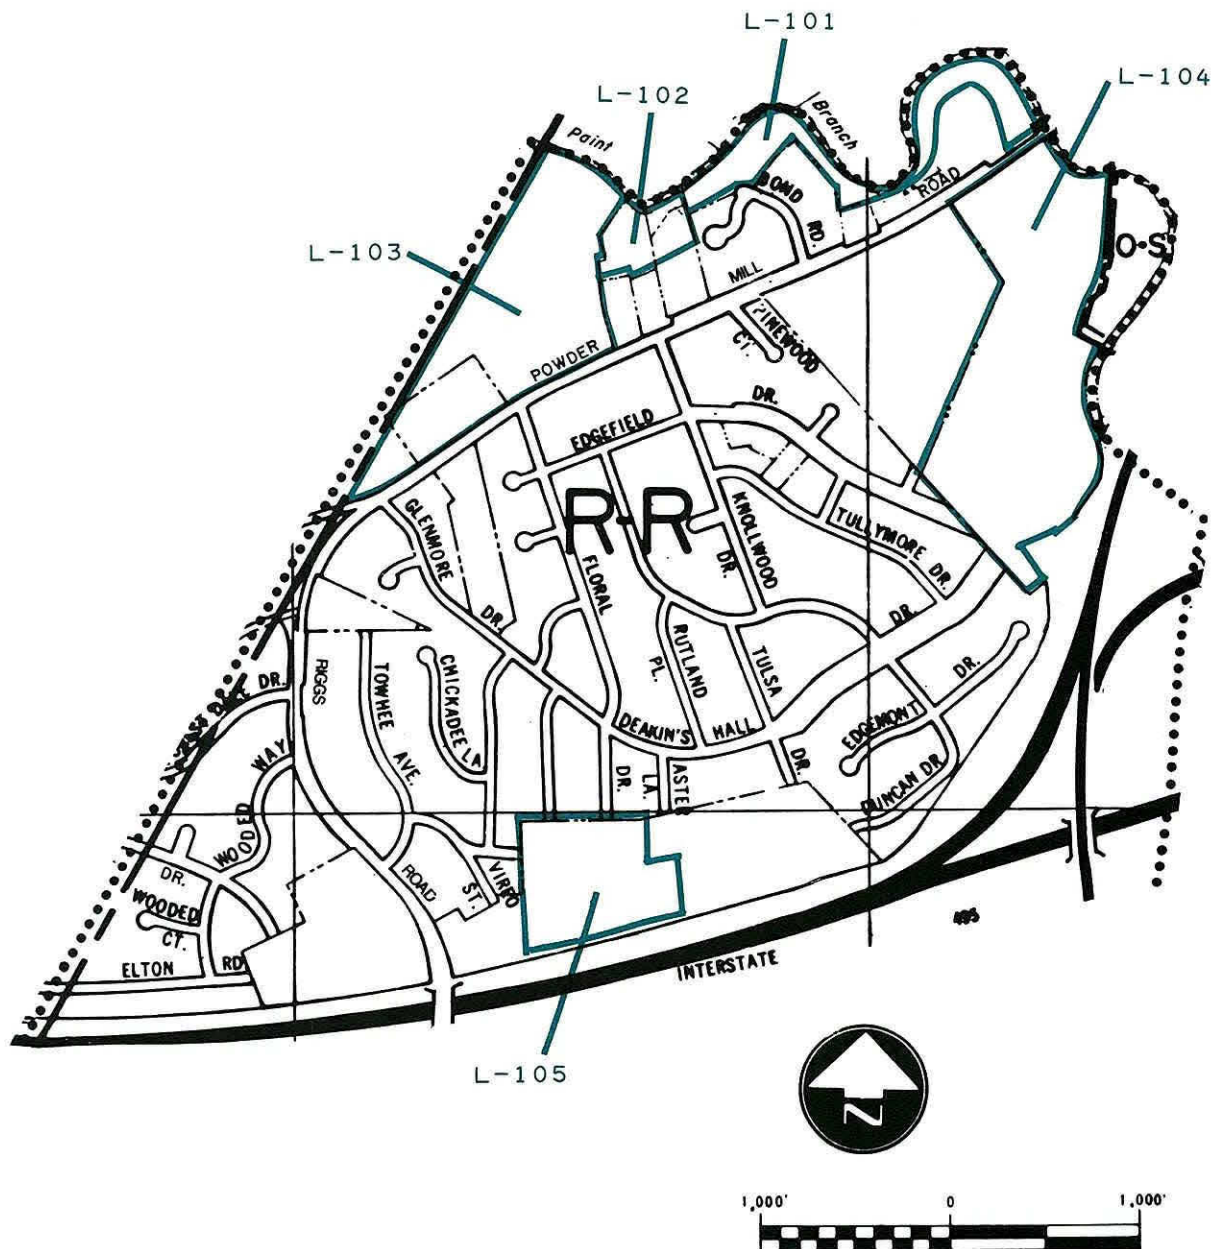 L-101
L-102
L-104
Paint
Branch
BOND
RD.
ROAD
O-S
L-103
MILL
PINEWOOD
CT.
POWDER
DR.
EDGEFIELD
R-R
GLENMORE
DR.
FLORAL
KNOLLWOOD
DR.
TULLYMORE DR.
DR.
RIGGS
TOWHEE
AVE.
CHICKADEE LA
PL.
RUTLAND
TULSA
DR.
DR.
DEAKIN'S
HALL
EDGEMONT
WAY
WOODED
DR.
LA.
ASTER
DR.
DUNCAN DR.
DR.
WOODED
CT.
ROAD
ST.
VIREO
ELTON
RD.
495
INTERSTATE
L-105
N
1,000' 0 1,000'